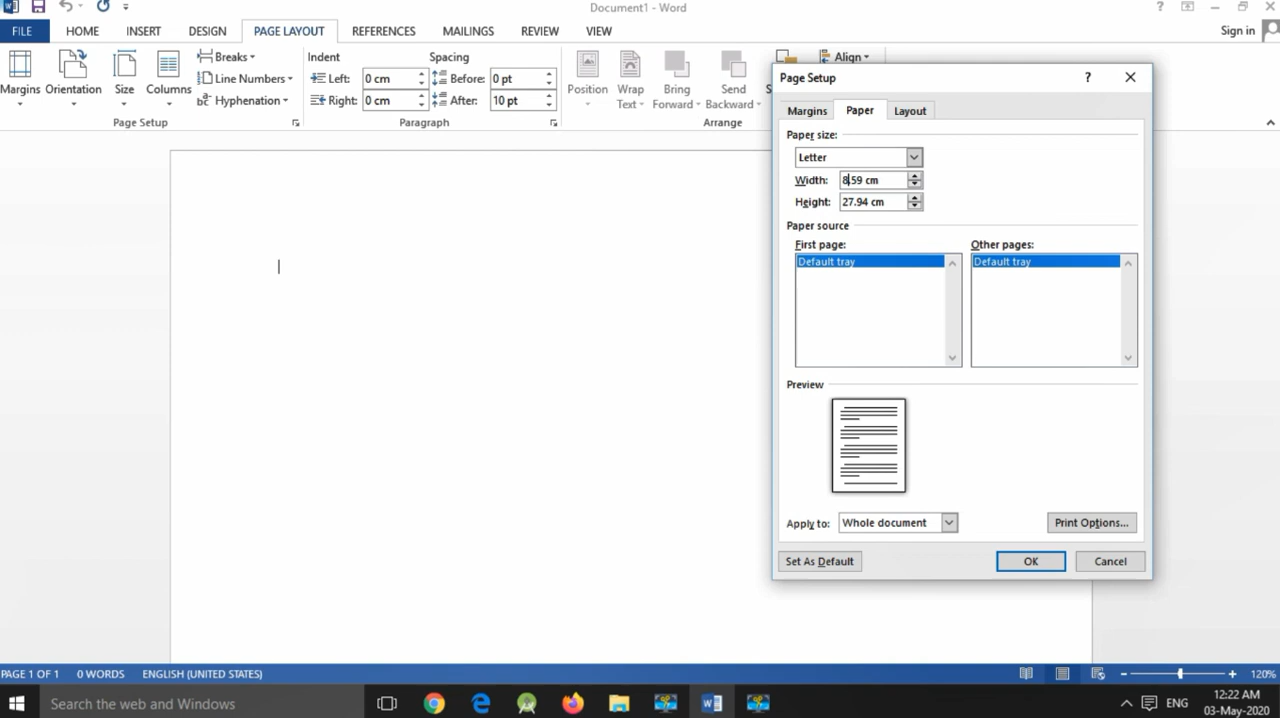 Document1 - Word
?
FILE HOME INSERT DESIGN PAGE LAYOUT REFERENCES MAILINGS REVIEW VIEW Sign in
Margins Orientation Size Columns
Breaks
Line Numbers
Hyphenation
Page Setup
Indent Spacing
Left: 0 cm Before: 0 pt
Right: 0 cm After: 10 pt
Paragraph
Position Wrap Text Bring Forward Send Backward
Align
Arrange
Page Setup ?
Margins Paper Layout
Paper size:
Letter
Width: 8.59 cm
Height: 27.94 cm
Paper source
First page: Other pages:
Default tray Default tray
Preview
Apply to: Whole document Print Options...
Set As Default OK Cancel
PAGE 1 OF 1 0 WORDS ENGLISH (UNITED STATES) 120%
Search the web and Windows ENG
12:22 AM
03-May-2020